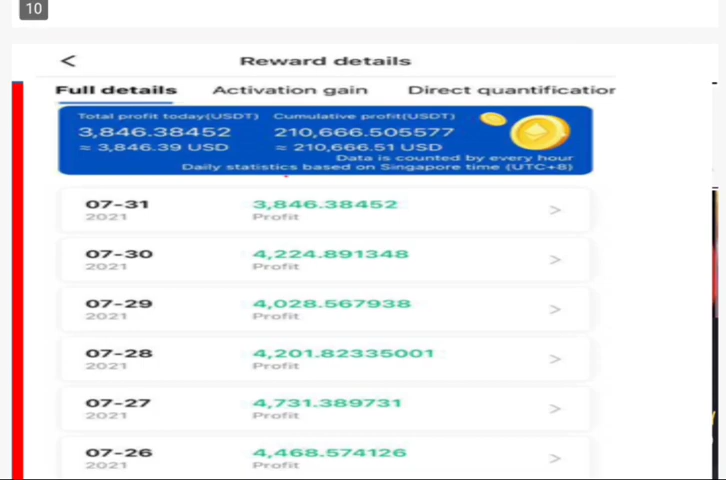 10
<
Reward details
Full details Activation gain Direct quantification
Total profit today(USDT) Cumulative profit(USDT)
3,846.38452 210,666.505577
≈ 3,846.39 USD ≈ 210,666.51 USD
Data is counted by every hour
Daily statistics based on Singapore time (UTC+8)
07-31 3,846.38452 >
2021 Profit
07-30 4,224.891348 >
2021 Profit
07-29 4,028.567938 >
2021 Profit
07-28 4,201.82335001 >
2021 Profit
07-27 4,731.389731 >
2021 Profit
07-26 4,468.574126 >
2021 Profit